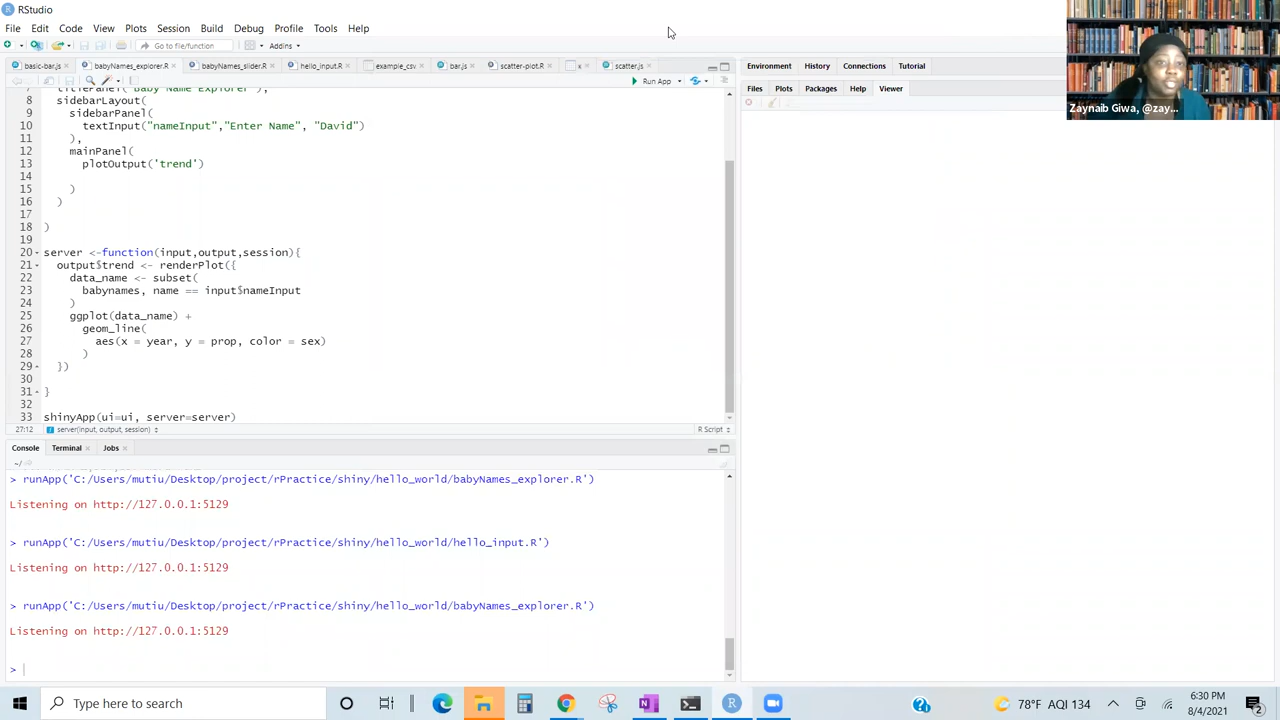 RStudio
File Edit Code View Plots Session Build Debug Profile Tools Help
Go to file/function Addins
basic-bar.js babyNames_explorer.R babyNames_slider.R hello_input.R example_csv bar.js scatter-plot.R scatter.js
Run App
titlePanel("Baby Name Explorer"),
8 sidebarLayout(
9 sidebarPanel(
10 textInput("nameInput","Enter Name", "David")
11 ),
12 mainPanel(
13 plotOutput('trend')
14
15 )
16 )
17
18 )
19
20 server <-function(input,output,session){
21 output$trend <- renderPlot({
22 data_name <- subset(
23 babynames, name == input$nameInput
24 )
25 ggplot(data_name) +
26 geom_line(
27 aes(x = year, y = prop, color = sex)
28 )
29 })
30
31 }
32
33 shinyApp(ui=ui, server=server)
27:12 server(input, output, session) R Script
Console Terminal Jobs
~/
> runApp('C:/Users/mutiu/Desktop/project/rPractice/shiny/hello_world/babyNames_explorer.R')
Listening on http://127.0.0.1:5129
> runApp('C:/Users/mutiu/Desktop/project/rPractice/shiny/hello_world/hello_input.R')
Listening on http://127.0.0.1:5129
> runApp('C:/Users/mutiu/Desktop/project/rPractice/shiny/hello_world/babyNames_explorer.R')
Listening on http://127.0.0.1:5129
>
Environment History Connections Tutorial
Files Plots Packages Help Viewer
Zaynaib Giwa, @zay...
Type here to search
78°F AQI 134
6:30 PM
8/4/2021
2